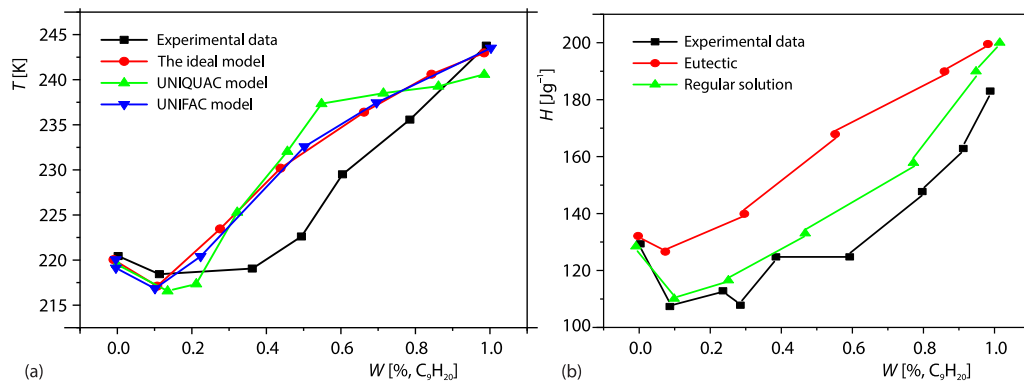 T [K]
245
240
235
230
225
220
215
Experimental data
The ideal model
UNIQUAC model
UNIFAC model
0.0 0.2 0.4 0.6 0.8 1.0
(a) W [%, C₉H₂₀]
H [Jg⁻¹]
200
180
160
140
120
100
Experimental data
Eutectic
Regular solution
0.0 0.2 0.4 0.6 0.8 1.0
(b) W [%, C₉H₂₀]